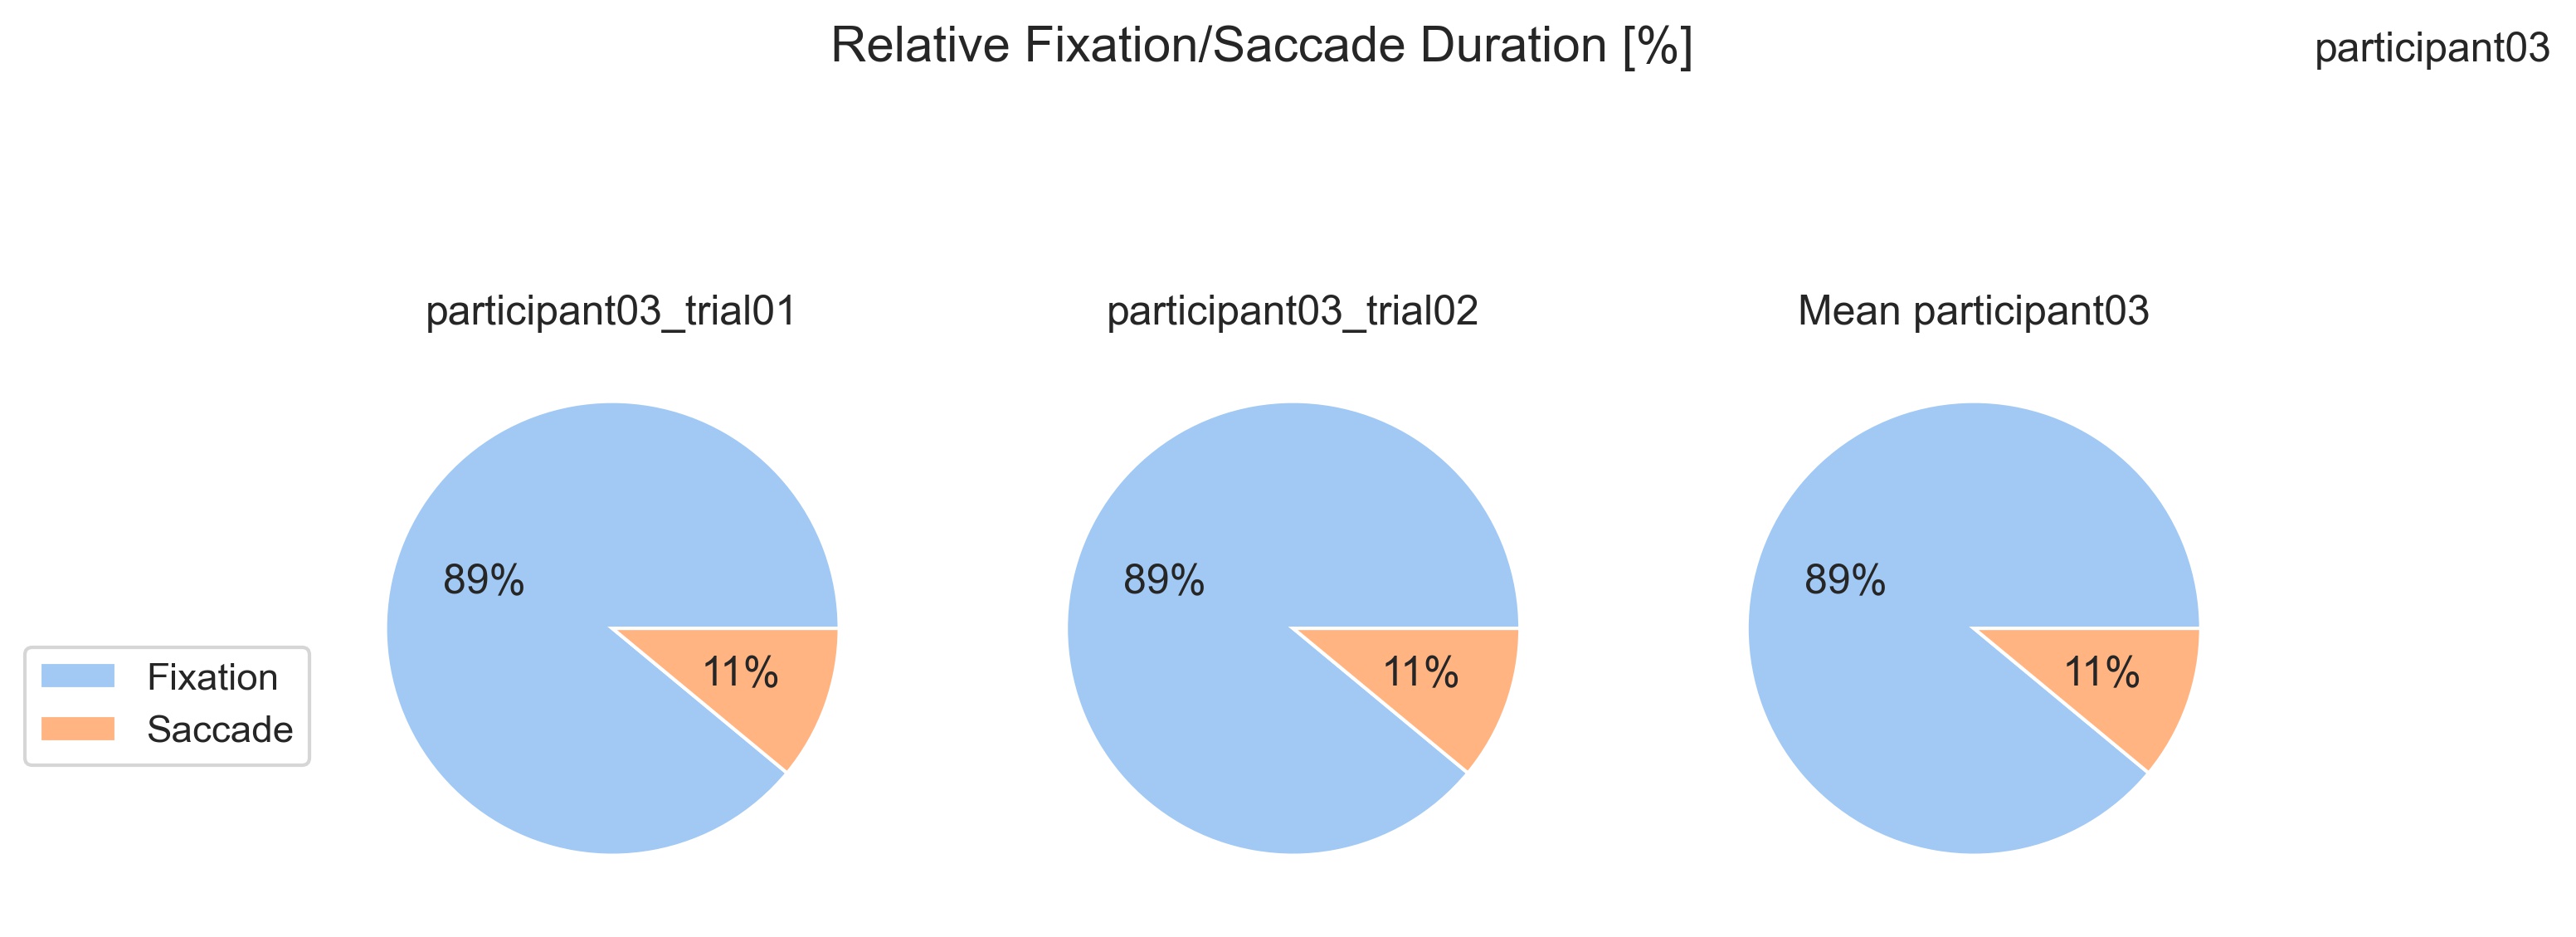 Relative Fixation/Saccade Duration [%]
participant03
participant03_trial01
participant03_trial02
Mean participant03
89%
11%
89%
11%
89%
11%
Fixation
Saccade